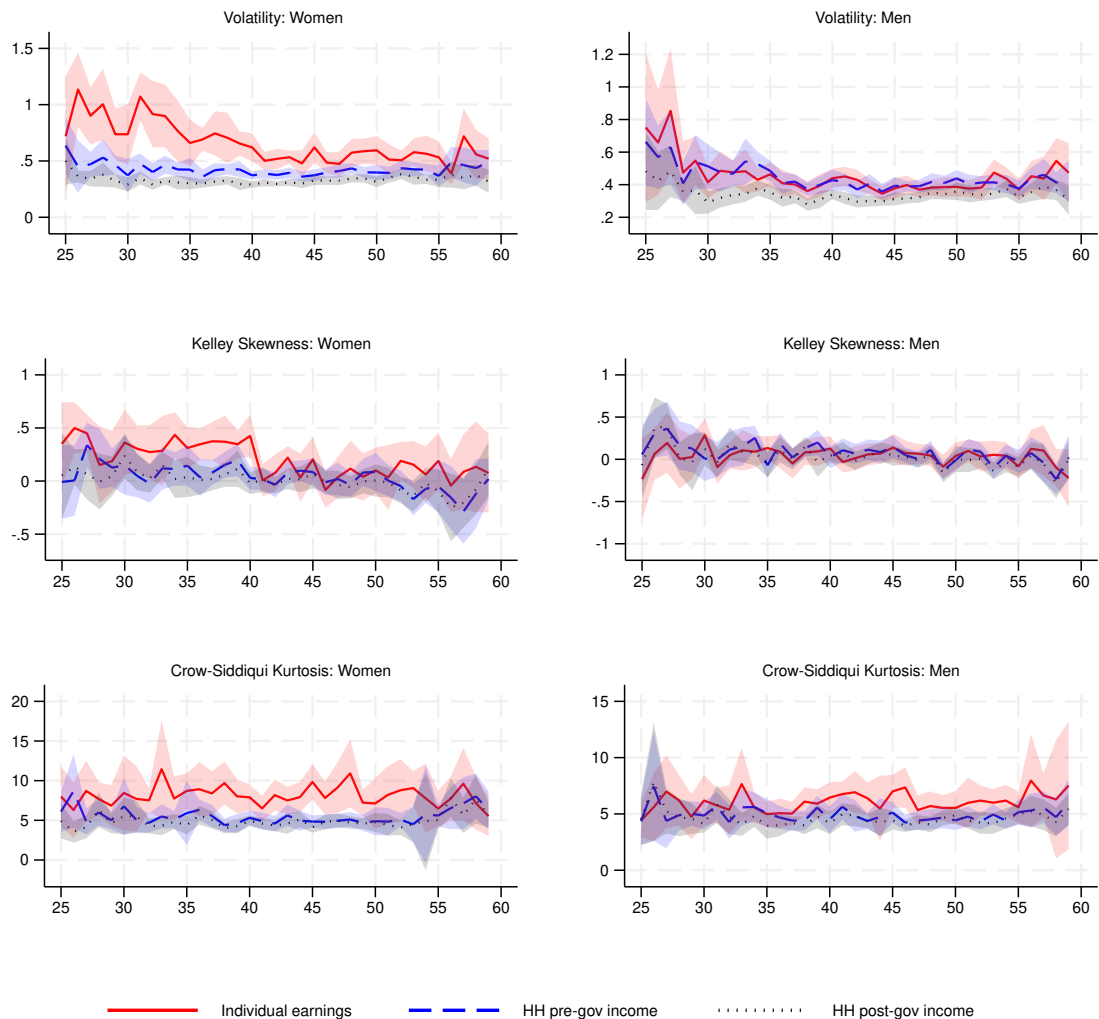 Volatility: Women
1.5
1
.5
0
25 30 35 40 45 50 55 60
Volatility: Men
1.2
1
.8
.6
.4
.2
25 30 35 40 45 50 55 60
Kelley Skewness: Women
1
.5
0
-.5
25 30 35 40 45 50 55 60
Kelley Skewness: Men
1
.5
0
-.5
-1
25 30 35 40 45 50 55 60
Crow-Siddiqui Kurtosis: Women
20
15
10
5
0
25 30 35 40 45 50 55 60
Crow-Siddiqui Kurtosis: Men
15
10
5
0
25 30 35 40 45 50 55 60
Individual earnings HH pre-gov income HH post-gov income